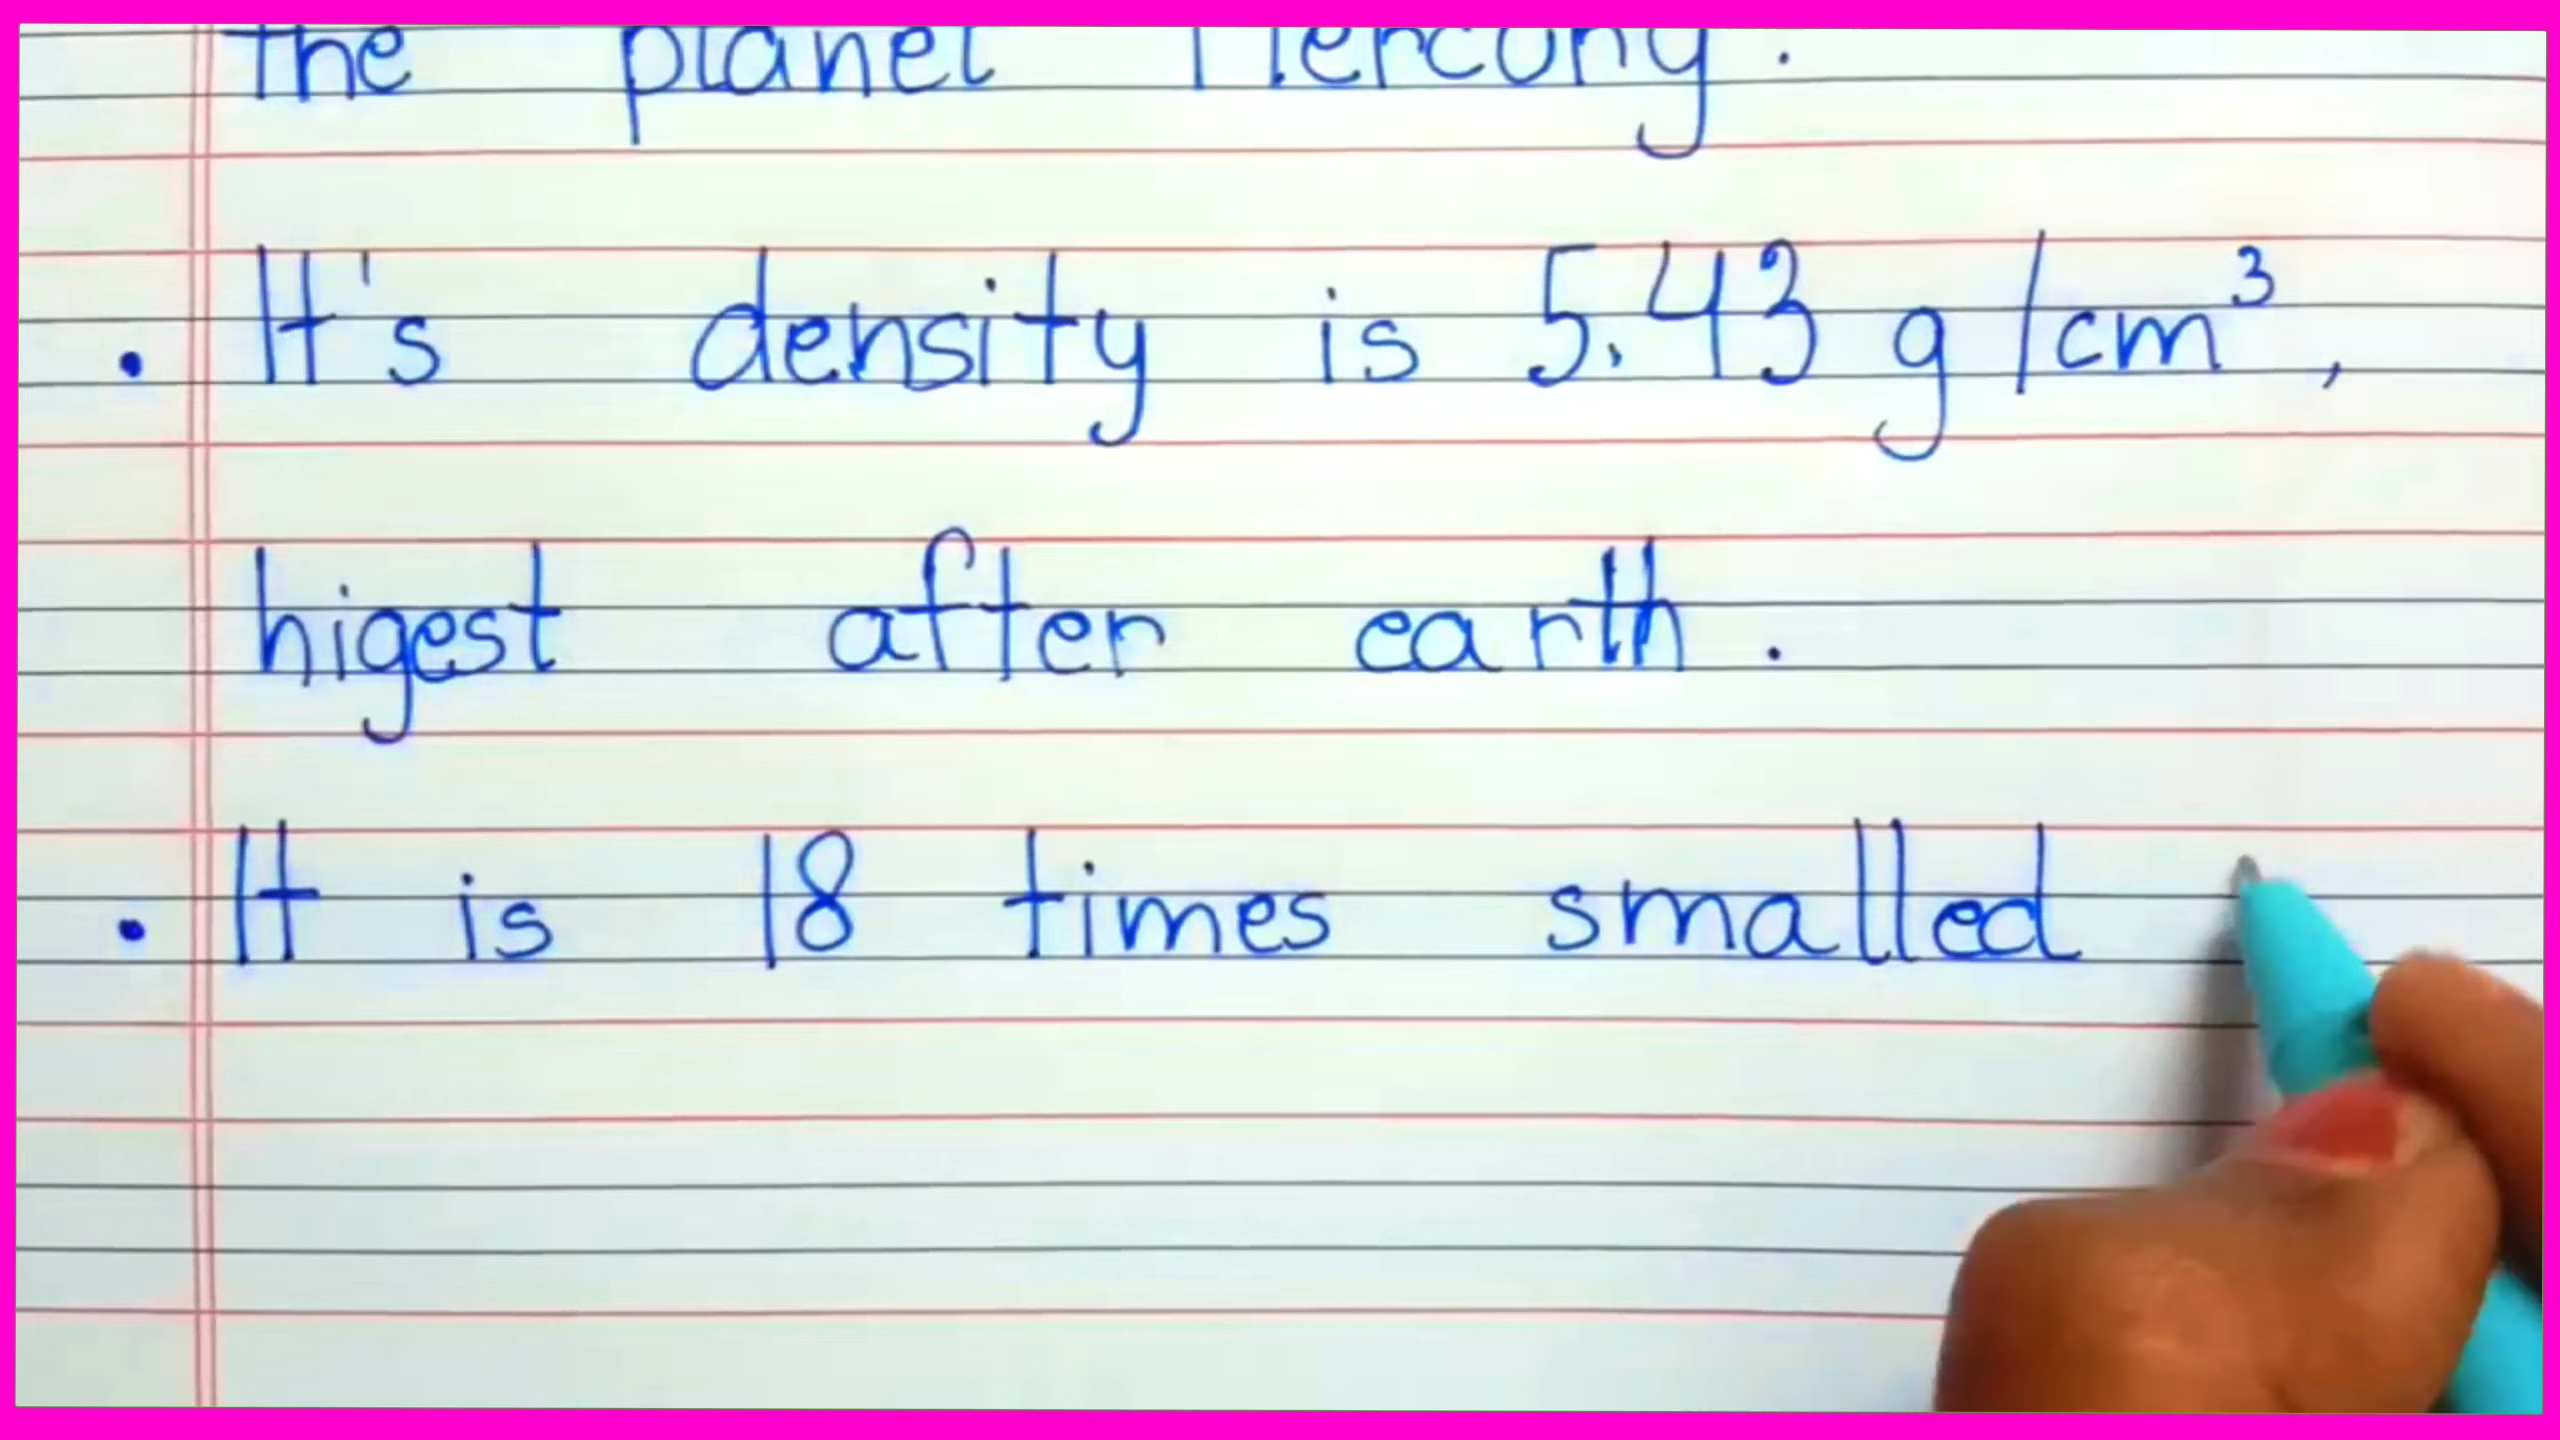 the planet Mercury.
. It's density is 5.43 g/cm³,
higest after earth.
. It is 18 times smalled